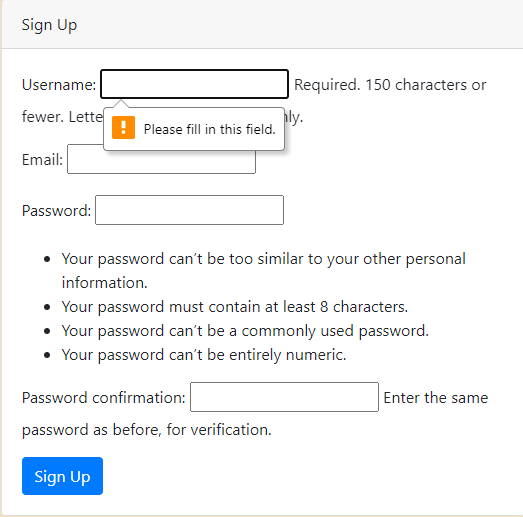 Sign Up
Username: Required. 150 characters or
fewer. ly.
Please fill in this field.
Email:
Password:
• Your password can't be too similar to your other personal
information.
• Your password must contain at least 8 characters.
• Your password can't be a commonly used password.
• Your password can't be entirely numeric.
Password confirmation: Enter the same
password as before, for verification.
Sign Up